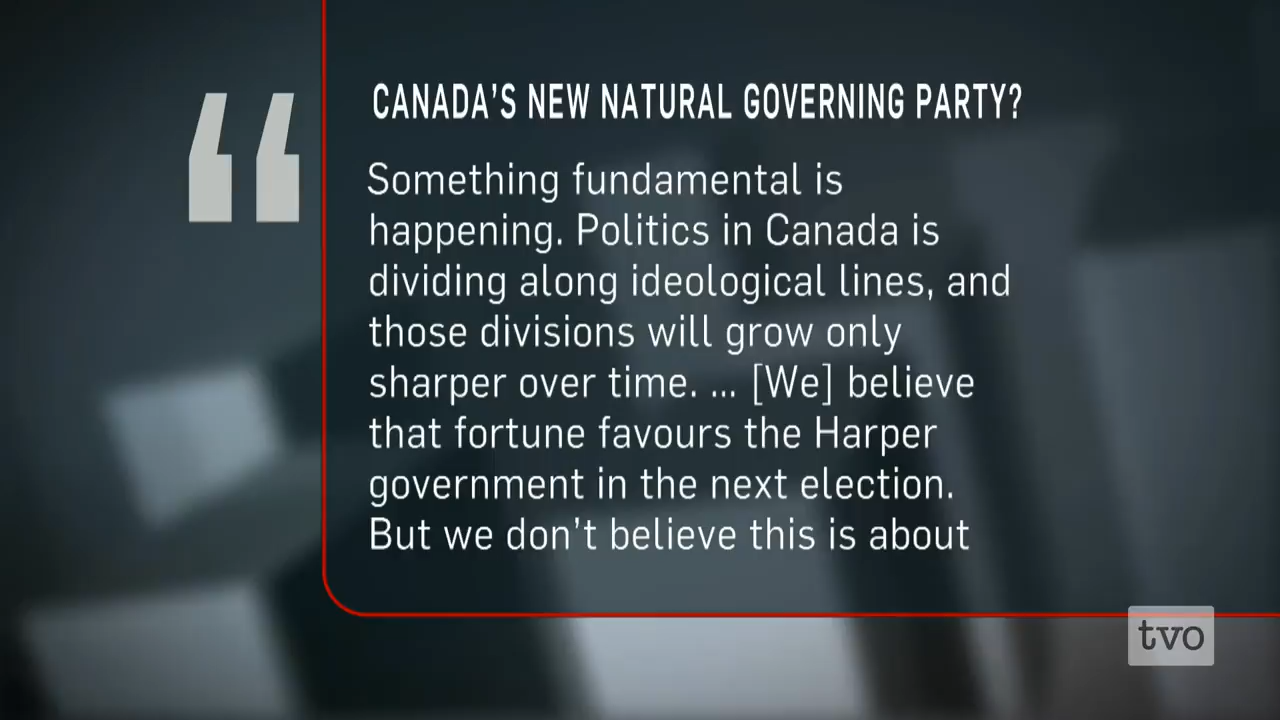 CANADA'S NEW NATURAL GOVERNING PARTY?
Something fundamental is
happening. Politics in Canada is
dividing along ideological lines, and
those divisions will grow only
sharper over time. ... [We] believe
that fortune favours the Harper
government in the next election.
But we don't believe this is about
tvo